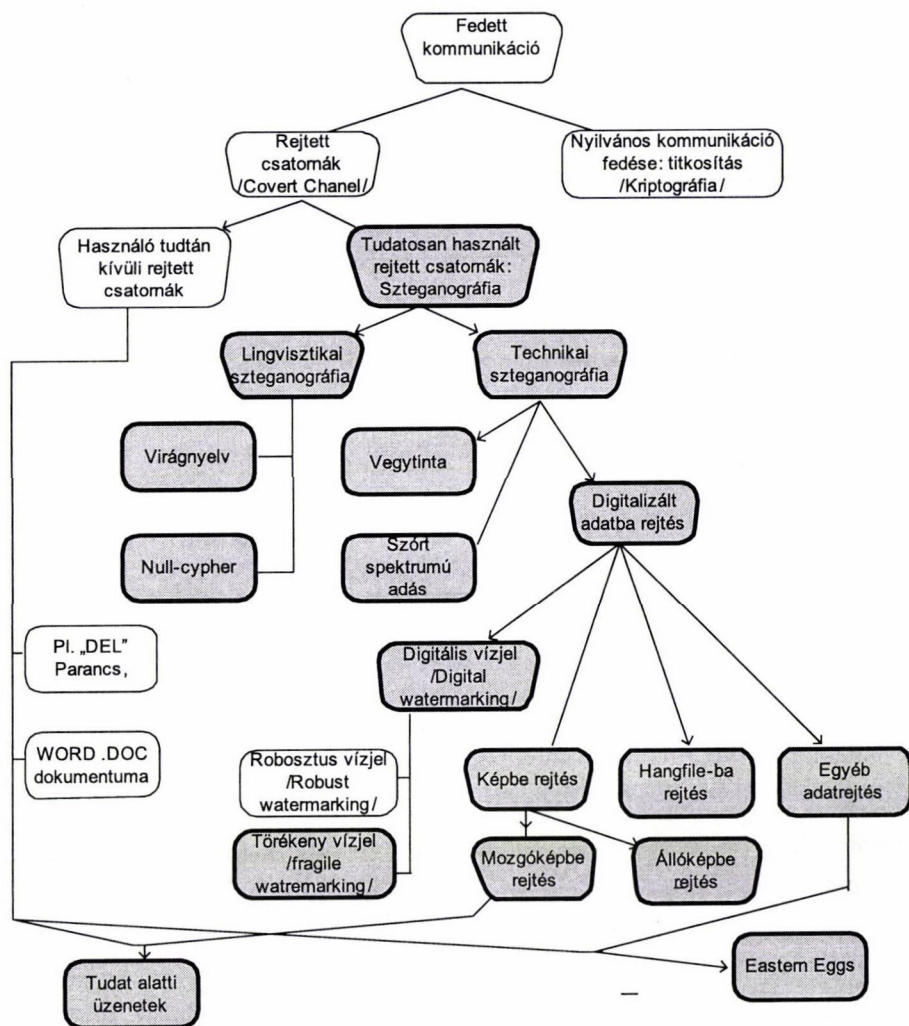 Fedett
kommunikáció
Rejtett
csatornák
/Covert Chanel/
Nyilvános kommunikáció
fedése: titkosítás
/Kriptográfia/
Használó tudtán
kívüli rejtett
csatornák
Tudatosan használt
rejtett csatornák:
Szteganográfia
Lingvisztikai
szteganográfia
Technikai
szteganográfia
Virágnyelv
Vegytinta
Digitalizált
adatba rejtés
Null-cypher
Szórt
spektrumú
adás
Pl. „DEL”
Parancs,
Digitális vízjel
/Digital
watermarking/
WORD .DOC
dokumentuma
Robosztus vízjel
/Robust
watermarking/
Képbe rejtés
Hangfile-ba
rejtés
Egyéb
adatrejtés
Törékeny vízjel
/fragile
watremarking/
Mozgóképbe
rejtés
Állóképbe
rejtés
Tudat alatti
üzenetek
Eastern Eggs